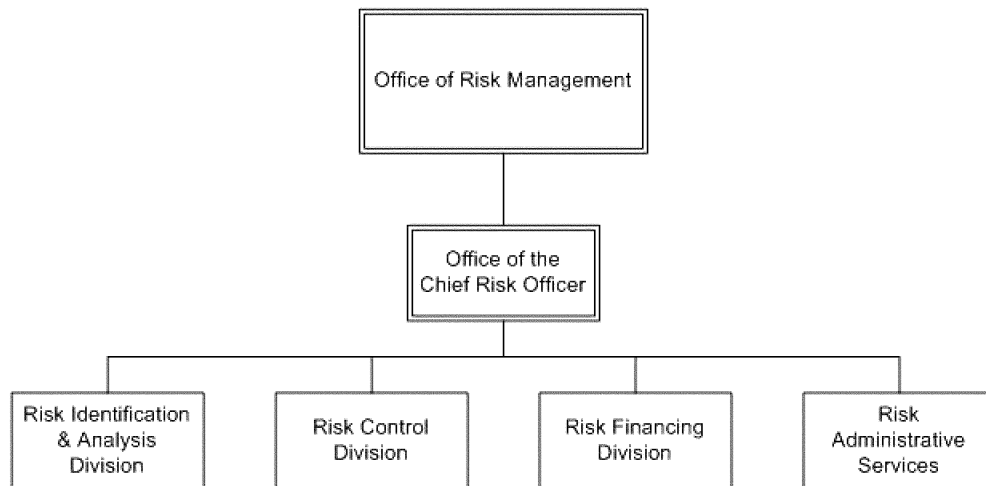 Office of Risk Management
Office of the
Chief Risk Officer
Risk Identification
& Analysis
Division
Risk Control
Division
Risk Financing
Division
Risk
Administrative
Services